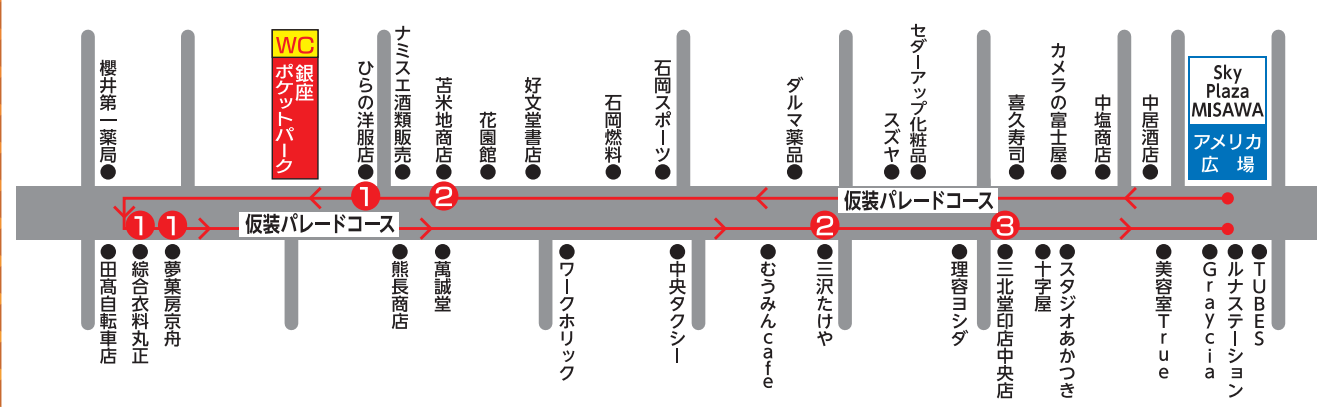 櫻井第一薬局
WC
銀座
ポケットパーク
ひらの洋服店
ナミスエ酒類販売
苫米地商店
花園館
好文堂書店
石岡燃料
石岡スポーツ
ダルマ薬品
スズヤ
セダーアップ化粧品
喜久寿司
カメラの富士屋
中塩商店
中居酒店
Sky
Plaza
MISAWA
アメリカ
広場
1
2
仮装パレードコース
1
1
仮装パレードコース
2
3
田髙自転車店
綜合衣料丸正
夢菓房京舟
熊長商店
萬誠堂
ワークホリック
中央タクシー
むうみんcafe
三沢たけや
理容ヨシダ
三北堂印店中央店
十字屋
スタジオあかつき
美容室True
Graycia
ルナステーション
TUBES